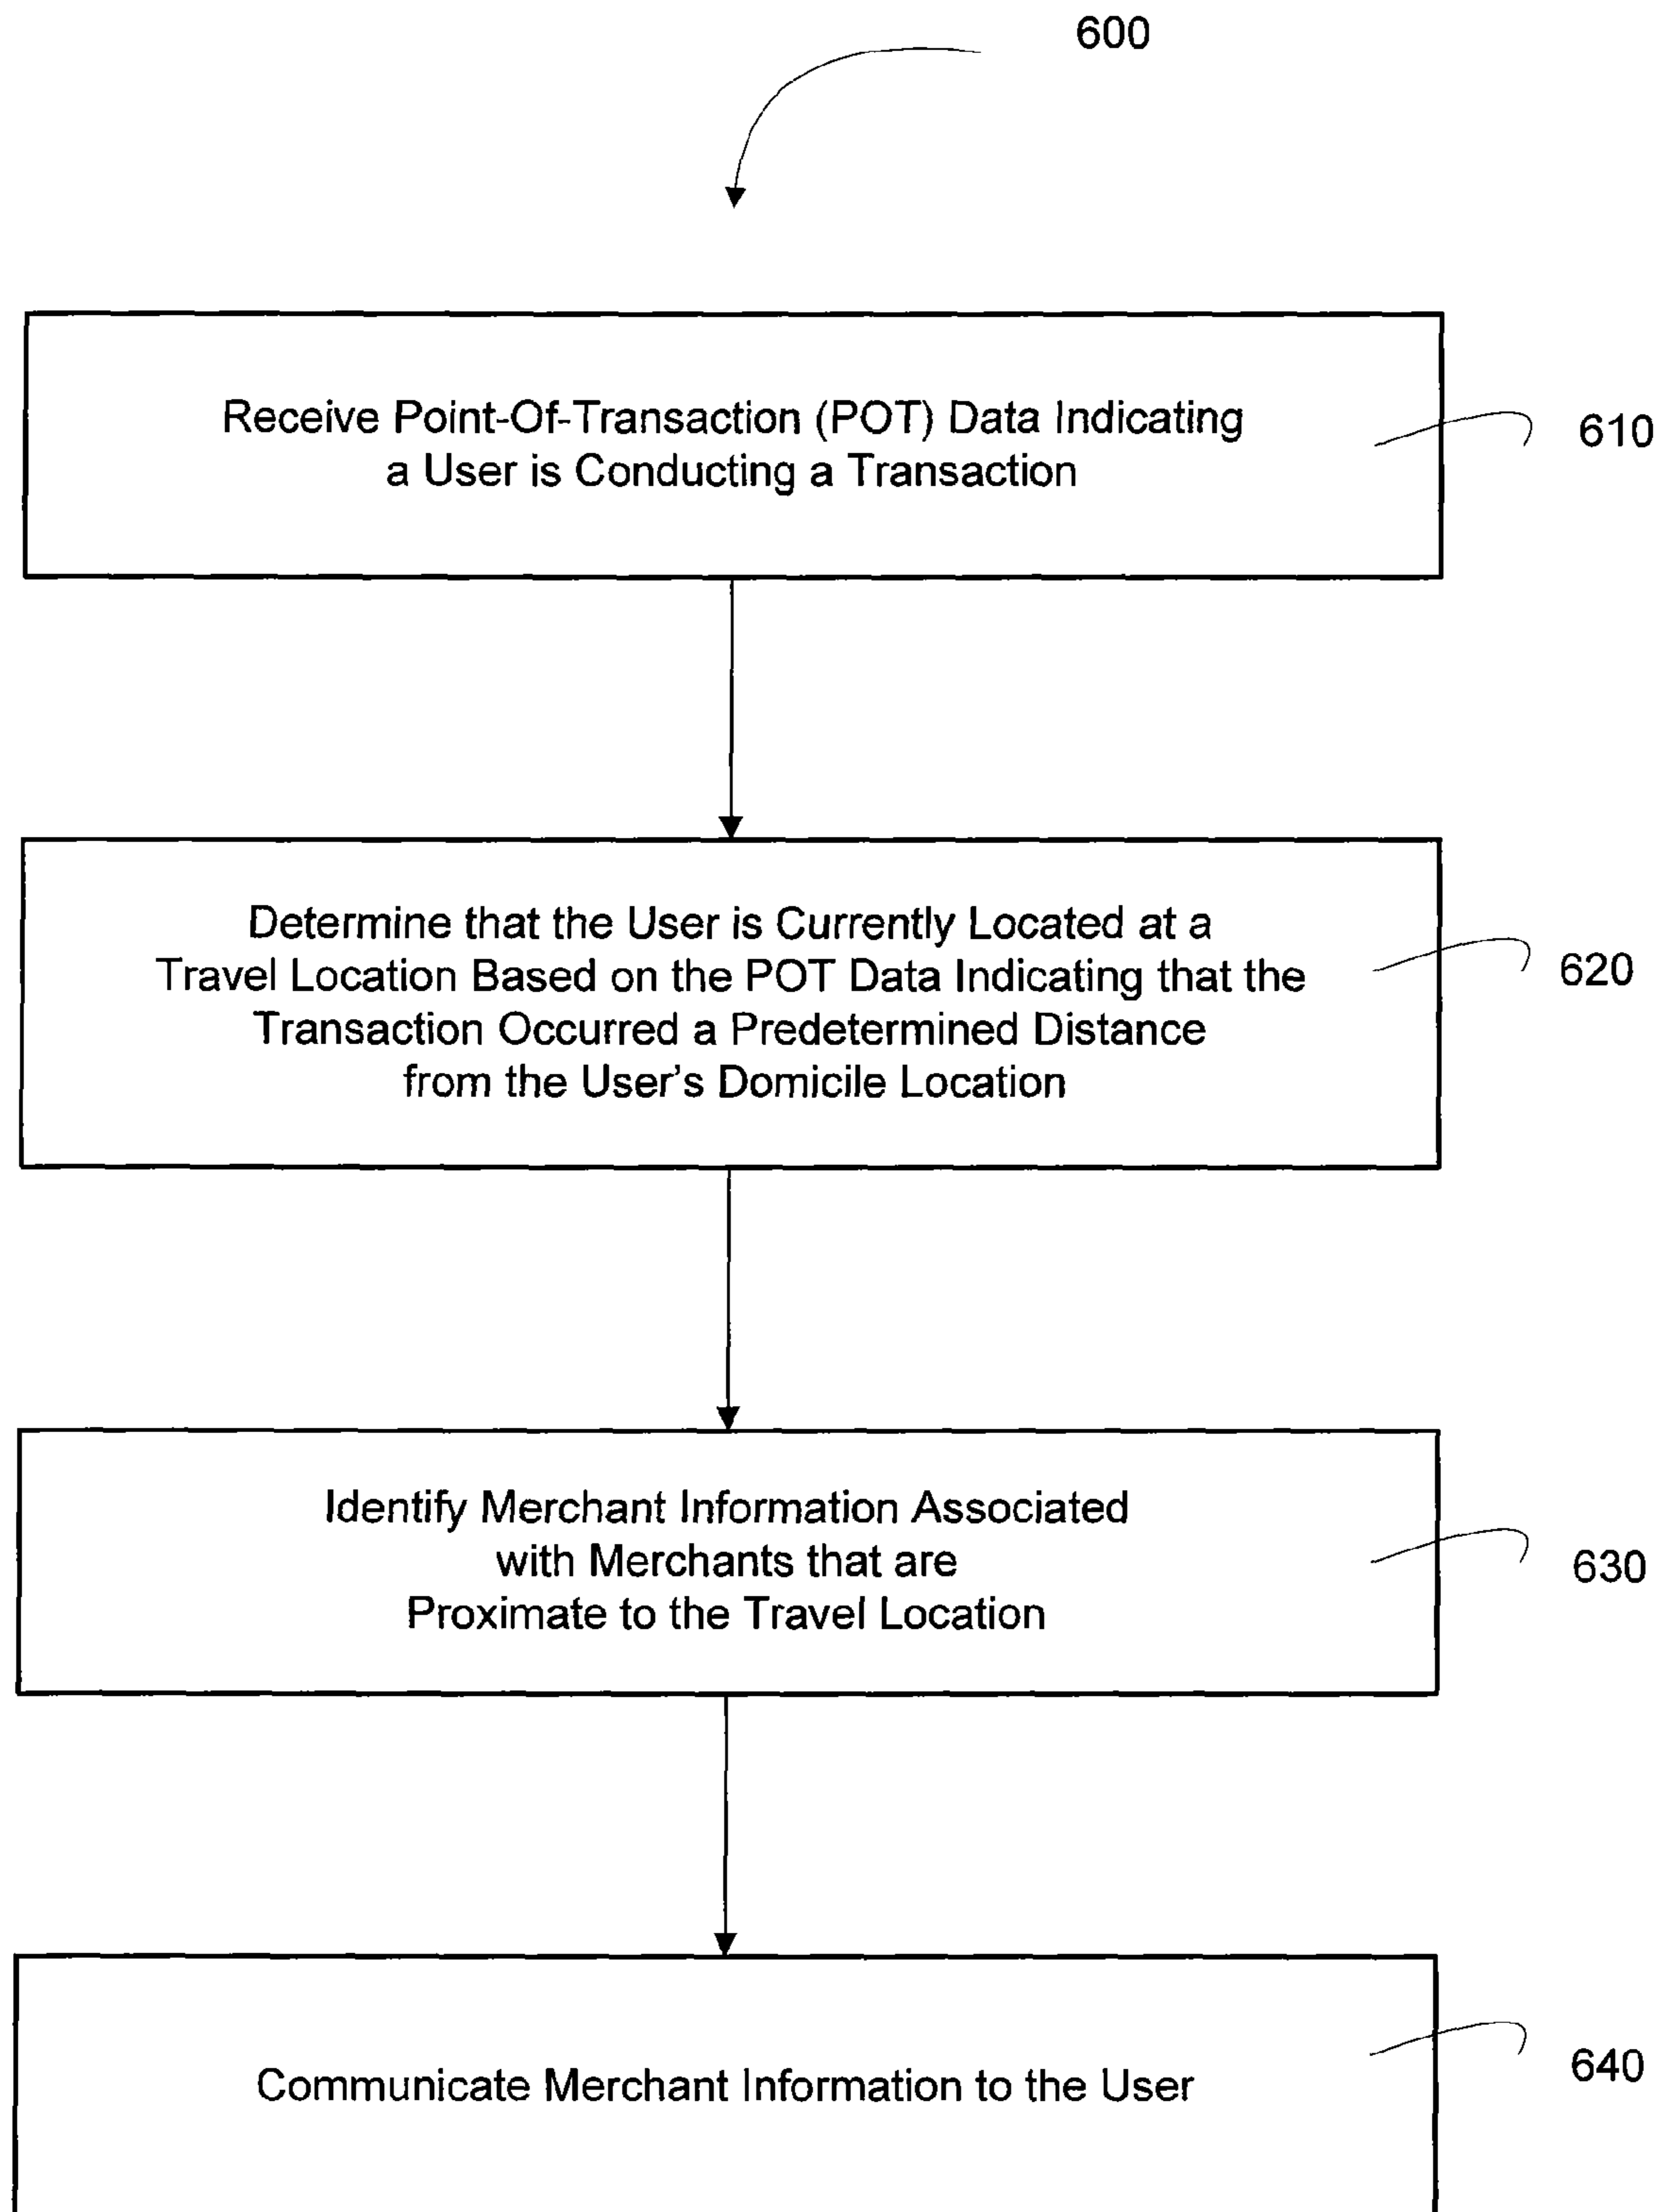 600
Receive Point-Of-Transaction (POT) Data Indicating
a User is Conducting a Transaction
610
Determine that the User is Currently Located at a
Travel Location Based on the POT Data Indicating that the
Transaction Occurred a Predetermined Distance
from the User's Domicile Location
620
Identify Merchant Information Associated
with Merchants that are
Proximate to the Travel Location
630
Communicate Merchant Information to the User
640